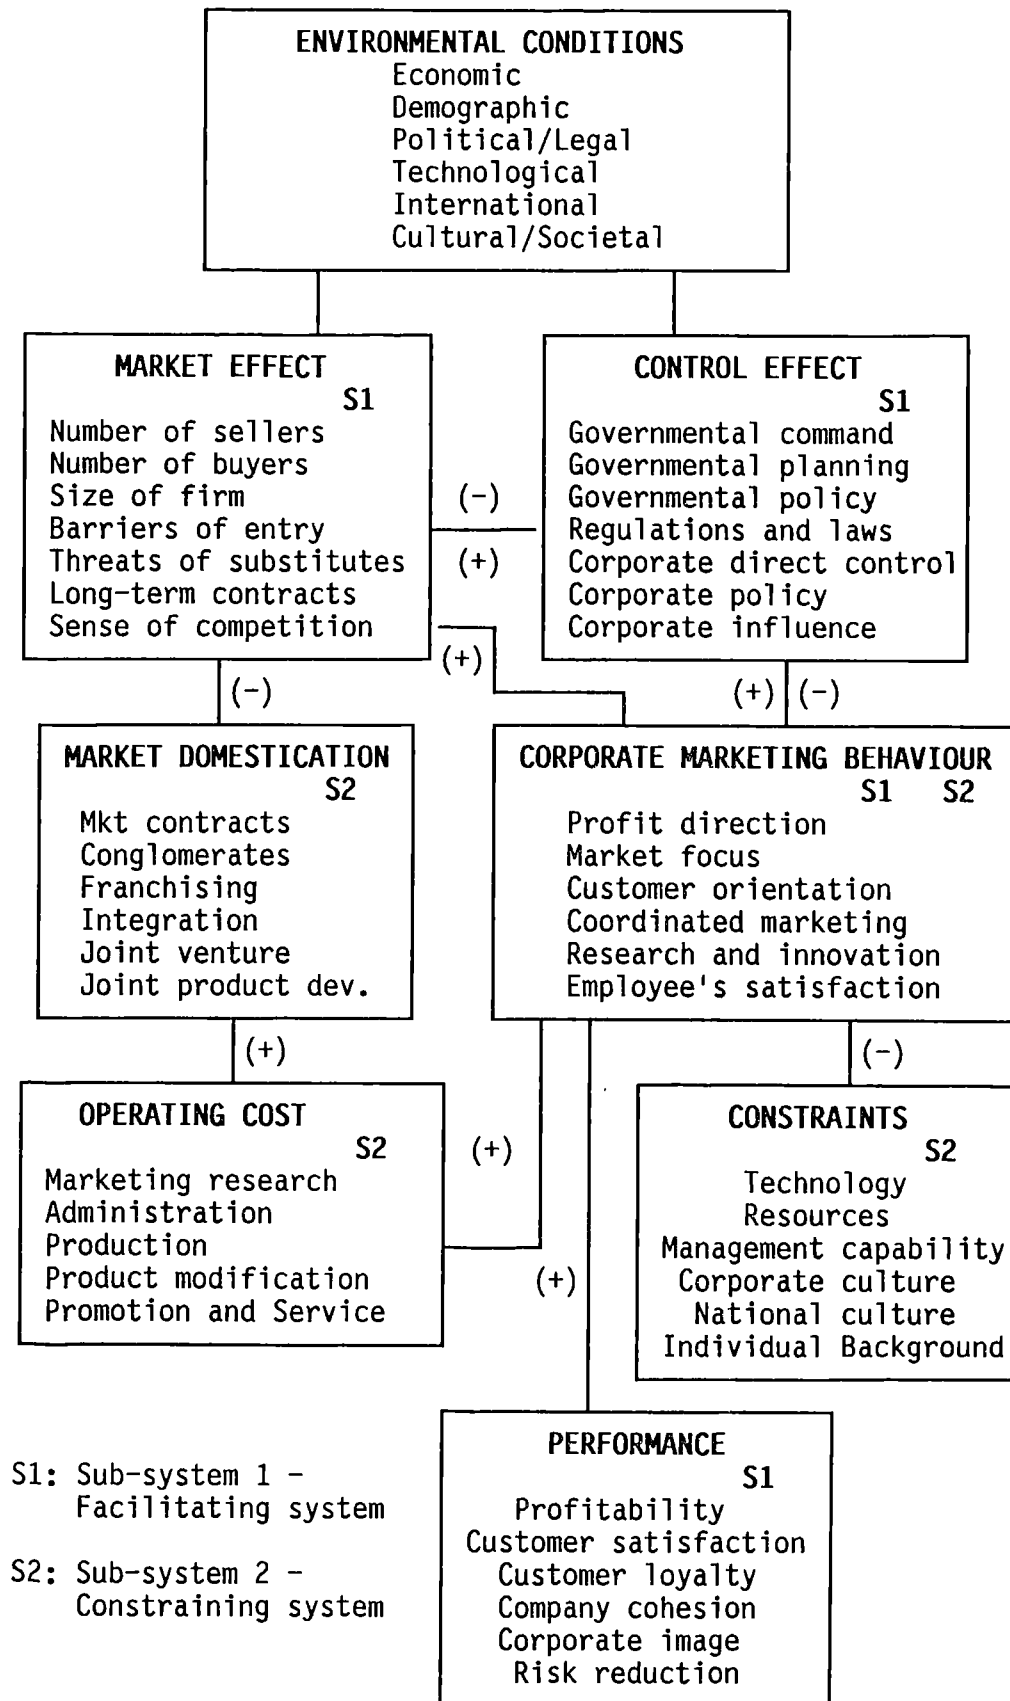 ENVIRONMENTAL CONDITIONS
Economic
Demographic
Political/Legal
Technological
International
Cultural/Societal
MARKET EFFECT
S1
Number of sellers
Number of buyers
Size of firm
Barriers of entry
Threats of substitutes
Long-term contracts
Sense of competition
(-)
(+)
CONTROL EFFECT
S1
Governmental command
Governmental planning
Governmental policy
Regulations and laws
Corporate direct control
Corporate policy
Corporate influence
(+)
(-)
(+) (-)
MARKET DOMESTICATION
S2
Mkt contracts
Conglomerates
Franchising
Integration
Joint venture
Joint product dev.
CORPORATE MARKETING BEHAVIOUR
S1 S2
Profit direction
Market focus
Customer orientation
Coordinated marketing
Research and innovation
Employee's satisfaction
(+)
(-)
OPERATING COST
S2
Marketing research
Administration
Production
Product modification
Promotion and Service
(+)
(+)
CONSTRAINTS
S2
Technology
Resources
Management capability
Corporate culture
National culture
Individual Background
PERFORMANCE
S1
Profitability
Customer satisfaction
Customer loyalty
Company cohesion
Corporate image
Risk reduction
S1: Sub-system 1 -
Facilitating system
S2: Sub-system 2 -
Constraining system